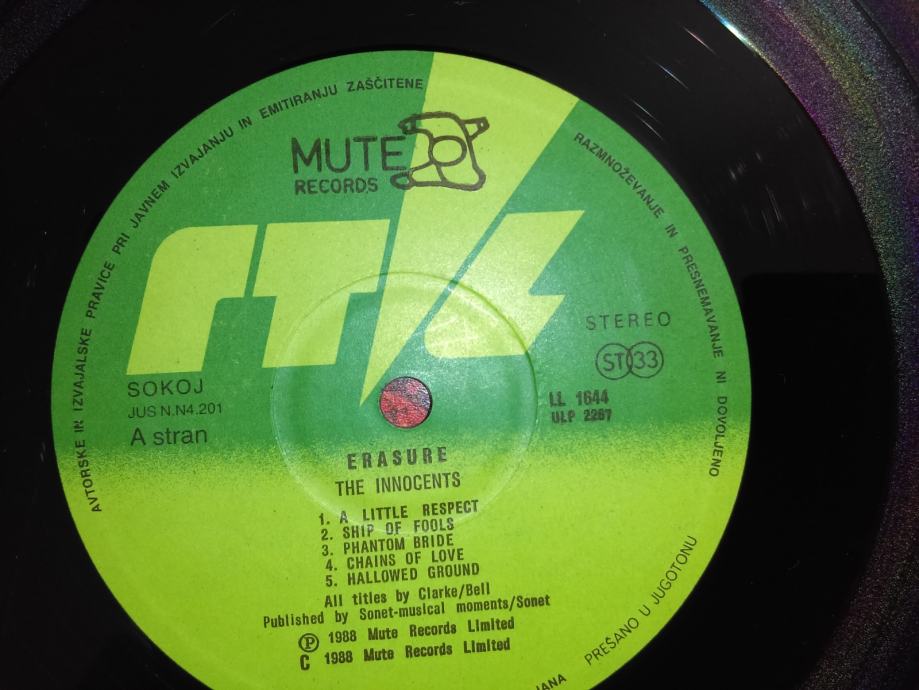 AVTORSKE IN IZVAJALSKE PRAVICE PRI JAVNEM IZVAJANJU IN EMITIRANJU ZAŠČITENE
RAZMNOŽEVANJE IN PRESNEMAVANJE NI DOVOLJENO
MUTE
RECORDS
rtl
STEREO
ST 33
SOKOJ
JUS N.N4.201
A stran
LL 1644
ULP 2267
ERASURE
THE INNOCENTS
1. A LITTLE RESPECT
2. SHIP OF FOOLS
3. PHANTOM BRIDE
4. CHAINS OF LOVE
5. HALLOWED GROUND
All titles by Clarke/Bell
Published by Sonet-musical moments/Sonet
Ⓟ 1988 Mute Records Limited
C 1988 Mute Records Limited
PREŠANO U JUGOTONU